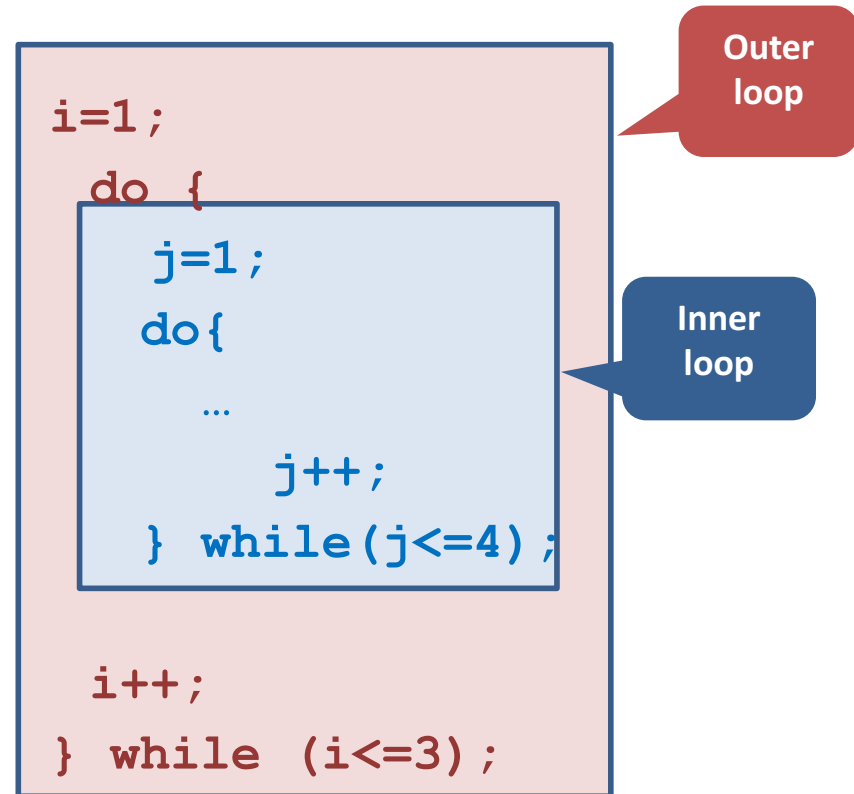 Outer
loop
i=1;
do {
j=1;
do{
Inner
loop
…
j++;
} while(j<=4);
i++;
} while (i<=3);